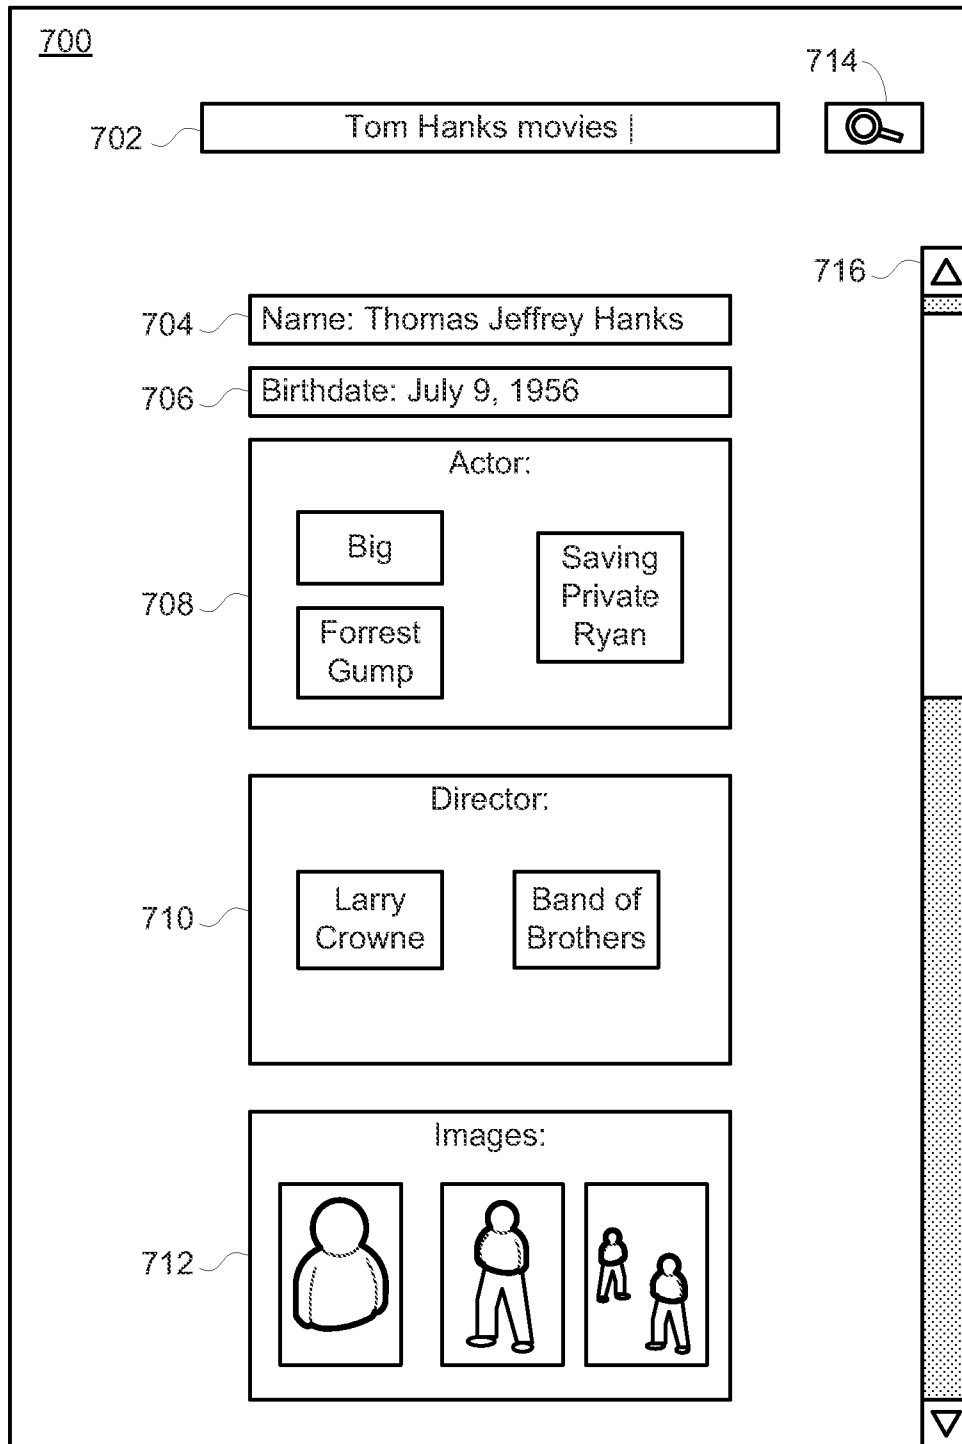 700
714
702
Tom Hanks movies
716
704
Name: Thomas Jeffrey Hanks
706
Birthdate: July 9, 1956
Actor:
Big
Saving
Private
Ryan
708
Forrest
Gump
Director:
710
Larry
Crowne
Band of
Brothers
Images:
712